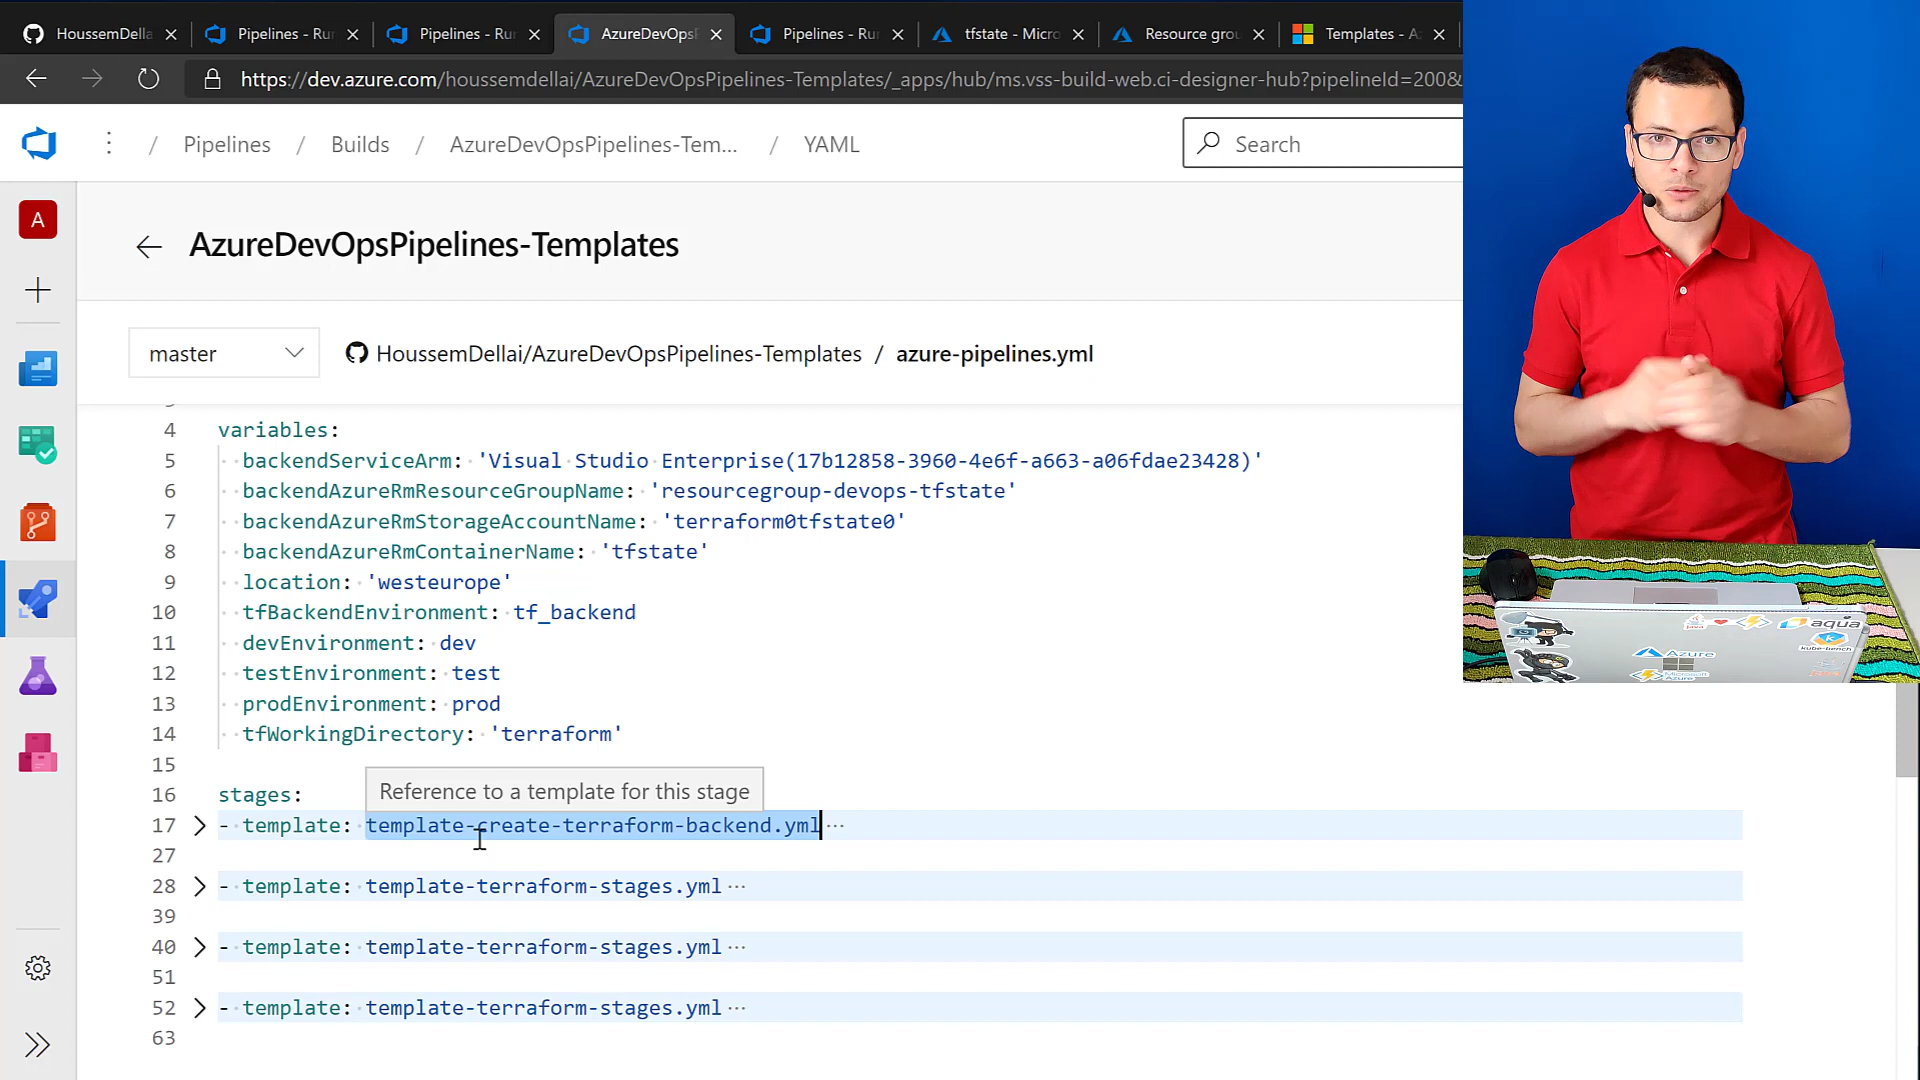 HoussemDella
Pipelines - Ru
Pipelines - Ru
AzureDevOps
Pipelines - Ru
tfstate - Micro
Resource grou
Templates - A
https://dev.azure.com/houssemdellai/AzureDevOpsPipelines-Templates/_apps/hub/ms.vss-build-web.ci-designer-hub?pipelineId=200&
/ Pipelines / Builds / AzureDevOpsPipelines-Tem... / YAML
Search
A
AzureDevOpsPipelines-Templates
master
HoussemDellai/AzureDevOpsPipelines-Templates / azure-pipelines.yml
4 variables:
5 backendServiceArm: 'Visual Studio Enterprise(17b12858-3960-4e6f-a663-a06fdae23428)'
6 backendAzureRmResourceGroupName: 'resourcegroup-devops-tfstate'
7 backendAzureRmStorageAccountName: 'terraform0tfstate0'
8 backendAzureRmContainerName: 'tfstate'
9 location: 'westeurope'
10 tfBackendEnvironment: tf_backend
11 devEnvironment: dev
12 testEnvironment: test
13 prodEnvironment: prod
14 tfWorkingDirectory: 'terraform'
15
Reference to a template for this stage
16 stages:
17 - template: template-create-terraform-backend.yml ...
27
28 - template: template-terraform-stages.yml ...
39
40 - template: template-terraform-stages.yml ...
51
52 - template: template-terraform-stages.yml ...
63
aqua
kube-bench
Azure
Microsoft
Azure